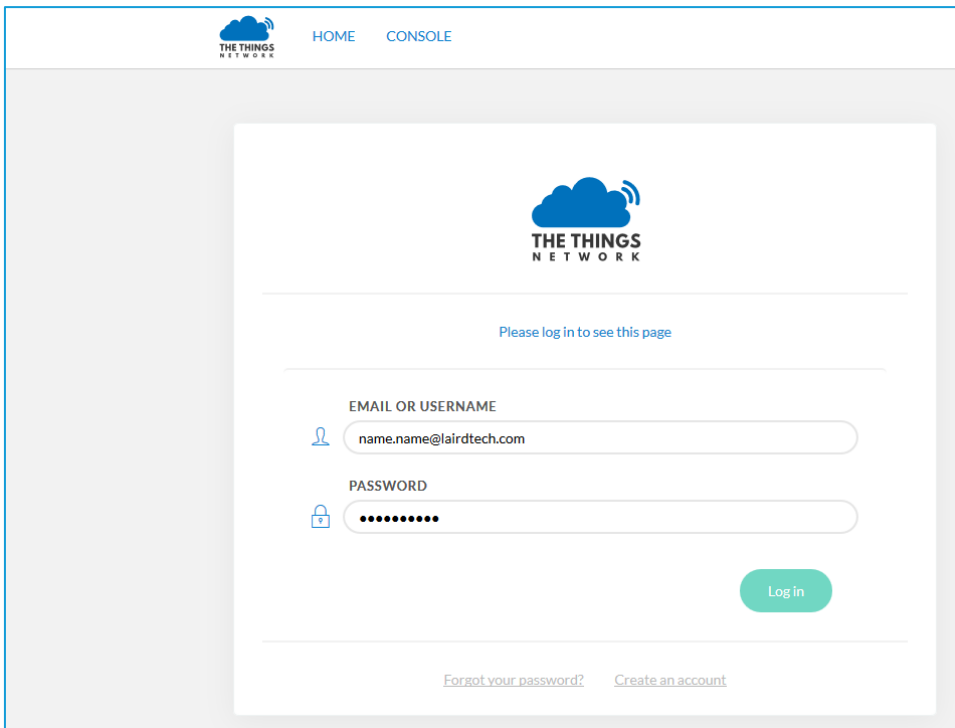 THE THINGS
NETWORK
HOME CONSOLE
THE THINGS
NETWORK
Please log in to see this page
EMAIL OR USERNAME
name.name@lairdtech.com
PASSWORD
••••••••••
Log in
Forgot your password? Create an account